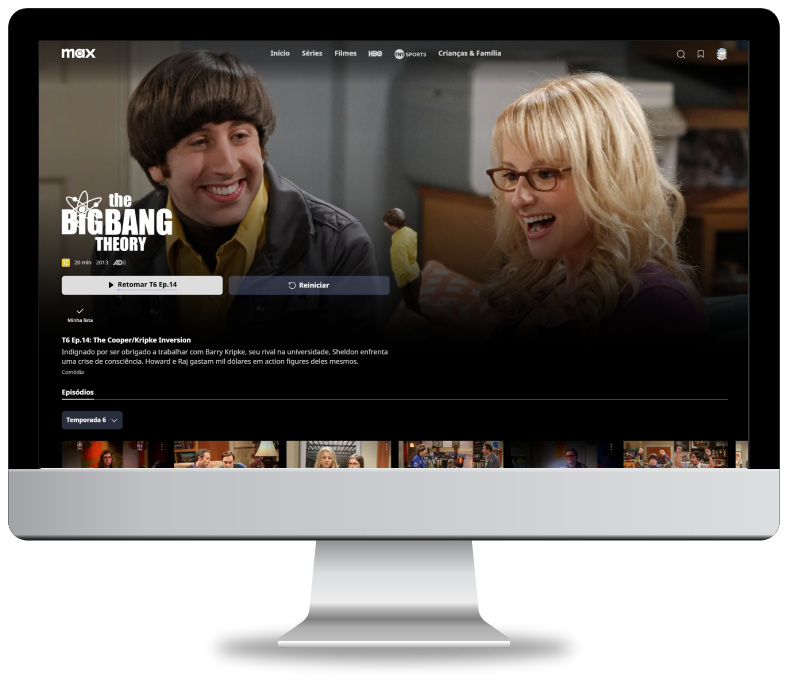 max
Início Séries Filmes HBO TNT SPORTS Crianças & Família
the
BIGBANG
THEORY
12 20 min 2013 AD
Retomar T6 Ep.14 Reiniciar
Minha lista
T6 Ep.14: The Cooper/Kripke Inversion
Indignado por ser obrigado a trabalhar com Barry Kripke, seu rival na universidade, Sheldon enfrenta
uma crise de consciência. Howard e Raj gastam mil dólares em action figures deles mesmos.
Comédia
Episódios
Temporada 6